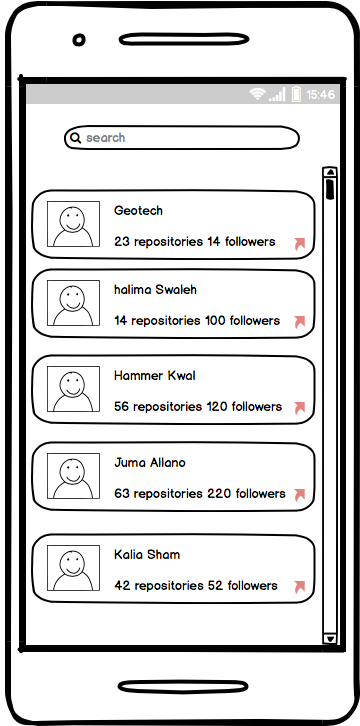 15:46
search
Geotech
23 repositories 14 followers
halima Swaleh
14 repositories 100 followers
Hammer Kwal
56 repositories 120 followers
Juma Allano
63 repositories 220 followers
Kalia Sham
42 repositories 52 followers